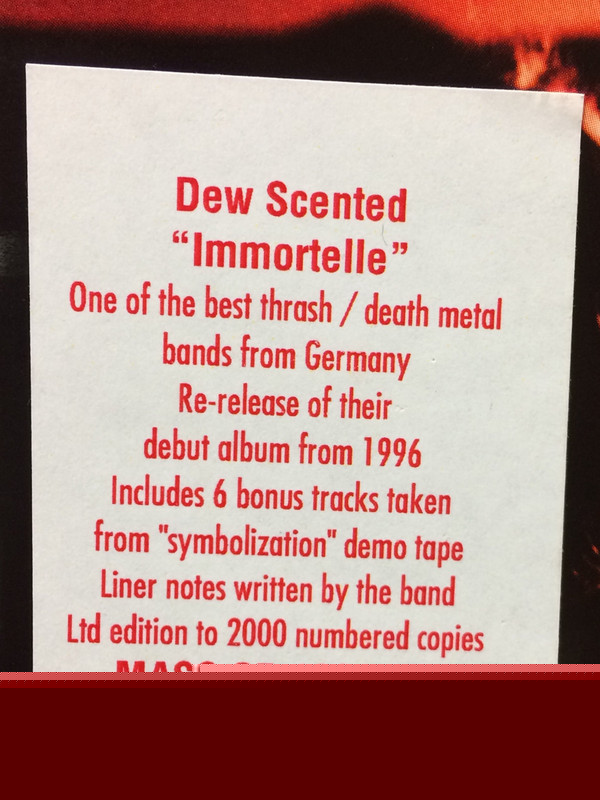 Dew Scented
“Immortelle”
One of the best thrash / death metal
bands from Germany
Re-release of their
debut album from 1996
Includes 6 bonus tracks taken
from "symbolization" demo tape
Liner notes written by the band
Ltd edition to 2000 numbered copies